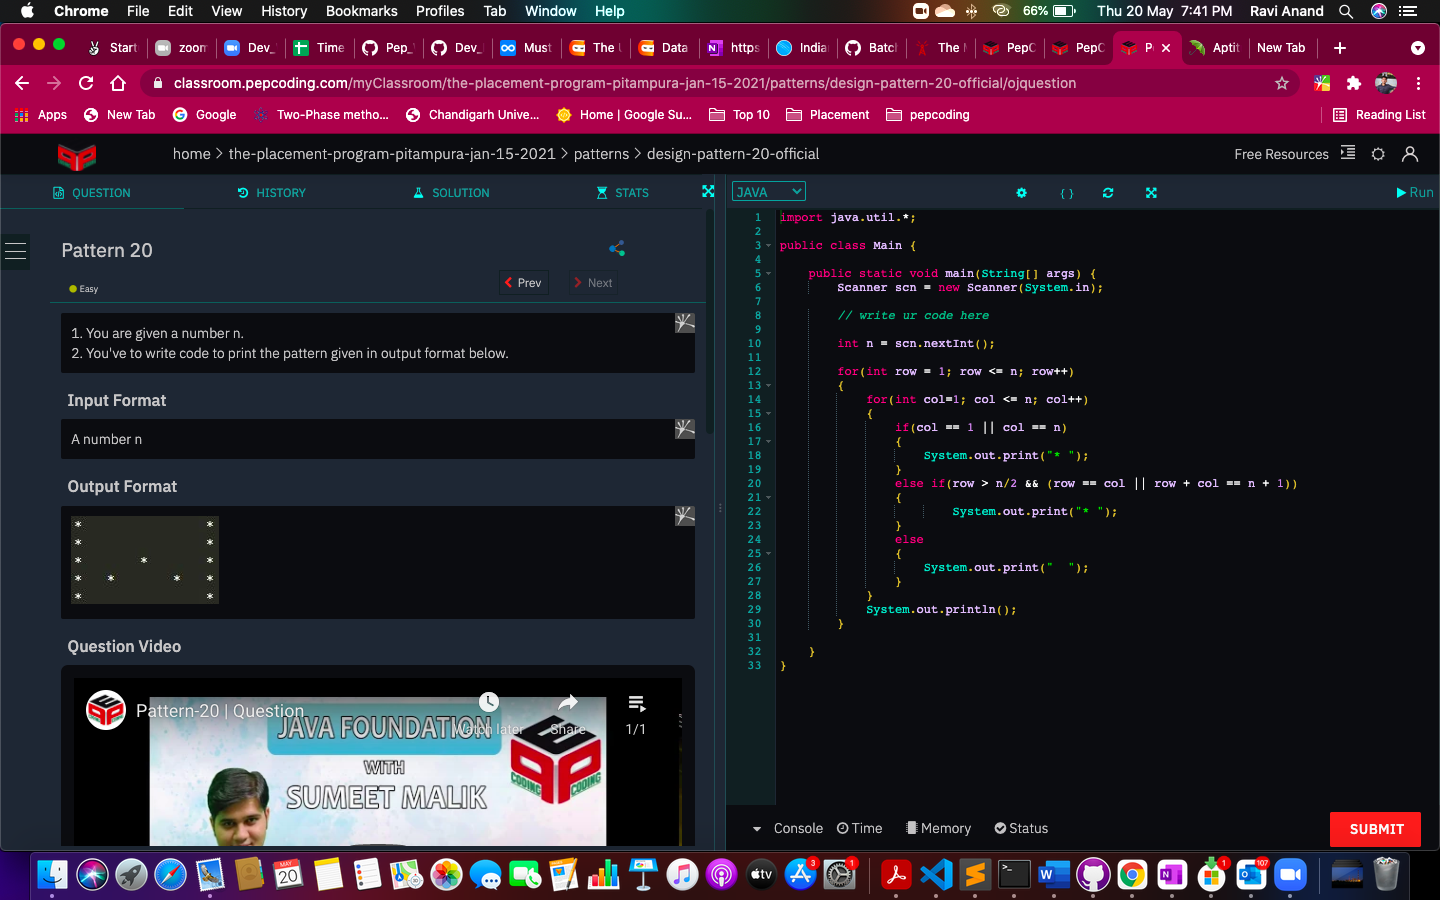 Chrome File Edit View History Bookmarks Profiles Tab Window Help 66% Thu 20 May 7:41 PM Ravi Anand
Start zoom Dev_ Time Pep_ Dev_ Must The Data https India Batch The PepC PepC Aptit New Tab
classroom.pepcoding.com/myClassroom/the-placement-program-pitampura-jan-15-2021/patterns/design-pattern-20-official/ojquestion
Apps New Tab Google Two-Phase metho... Chandigarh Unive... Home | Google Su... Top 10 Placement pepcoding Reading List
home > the-placement-program-pitampura-jan-15-2021 > patterns > design-pattern-20-official Free Resources
QUESTION HISTORY SOLUTION STATS
Pattern 20
Easy
Prev Next
1. You are given a number n.
2. You've to write code to print the pattern given in output format below.
Input Format
A number n
Output Format
*                *
*                *
*       *       *
*   *       *   *
*                *
Question Video
Pattern-20 | Question
Watch later Share 1/1
JAVA FOUNDATION
WITH
SUMEET MALIK
CODING CODING
JAVA Run
1 import java.util.*;
2
3 public class Main {
4
5     public static void main(String[] args) {
6         Scanner scn = new Scanner(System.in);
7
8         // write ur code here
9
10         int n = scn.nextInt();
11
12         for(int row = 1; row <= n; row++)
13         {
14             for(int col=1; col <= n; col++)
15             {
16                 if(col == 1 || col == n)
17                 {
18                     System.out.print("* ");
19                 }
20                 else if(row > n/2 && (row == col || row + col == n + 1))
21                 {
22                         System.out.print("* ");
23                 }
24                 else
25                 {
26                     System.out.print("  ");
27                 }
28             }
29             System.out.println();
30         }
31
32     }
33 }
Console Time Memory Status SUBMIT
MAY 20 tv 3 1 W N 1 107